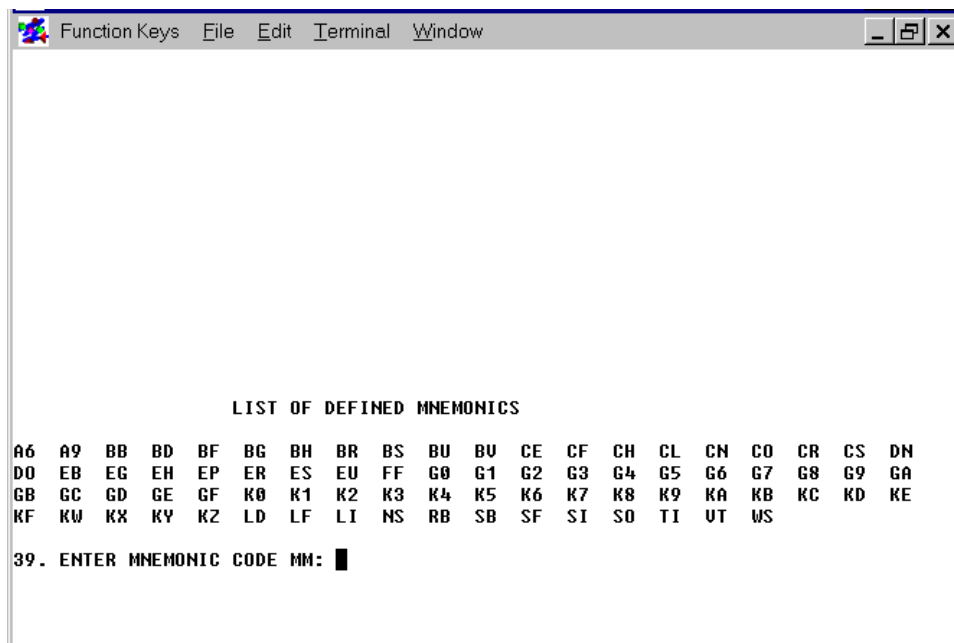 Function Keys File Edit Terminal Window
LIST OF DEFINED MNEMONICS
A6 A9 BB BD BF BG BH BR BS BU BV CE CF CH CL CN CO CR CS DN
DO EB EG EH EP ER ES EU FF G0 G1 G2 G3 G4 G5 G6 G7 G8 G9 GA
GB GC GD GE GF K0 K1 K2 K3 K4 K5 K6 K7 K8 K9 KA KB KC KD KE
KF KW KX KY KZ LD LF LI NS RB SB SF SI SO TI VT WS
39. ENTER MNEMONIC CODE MM: